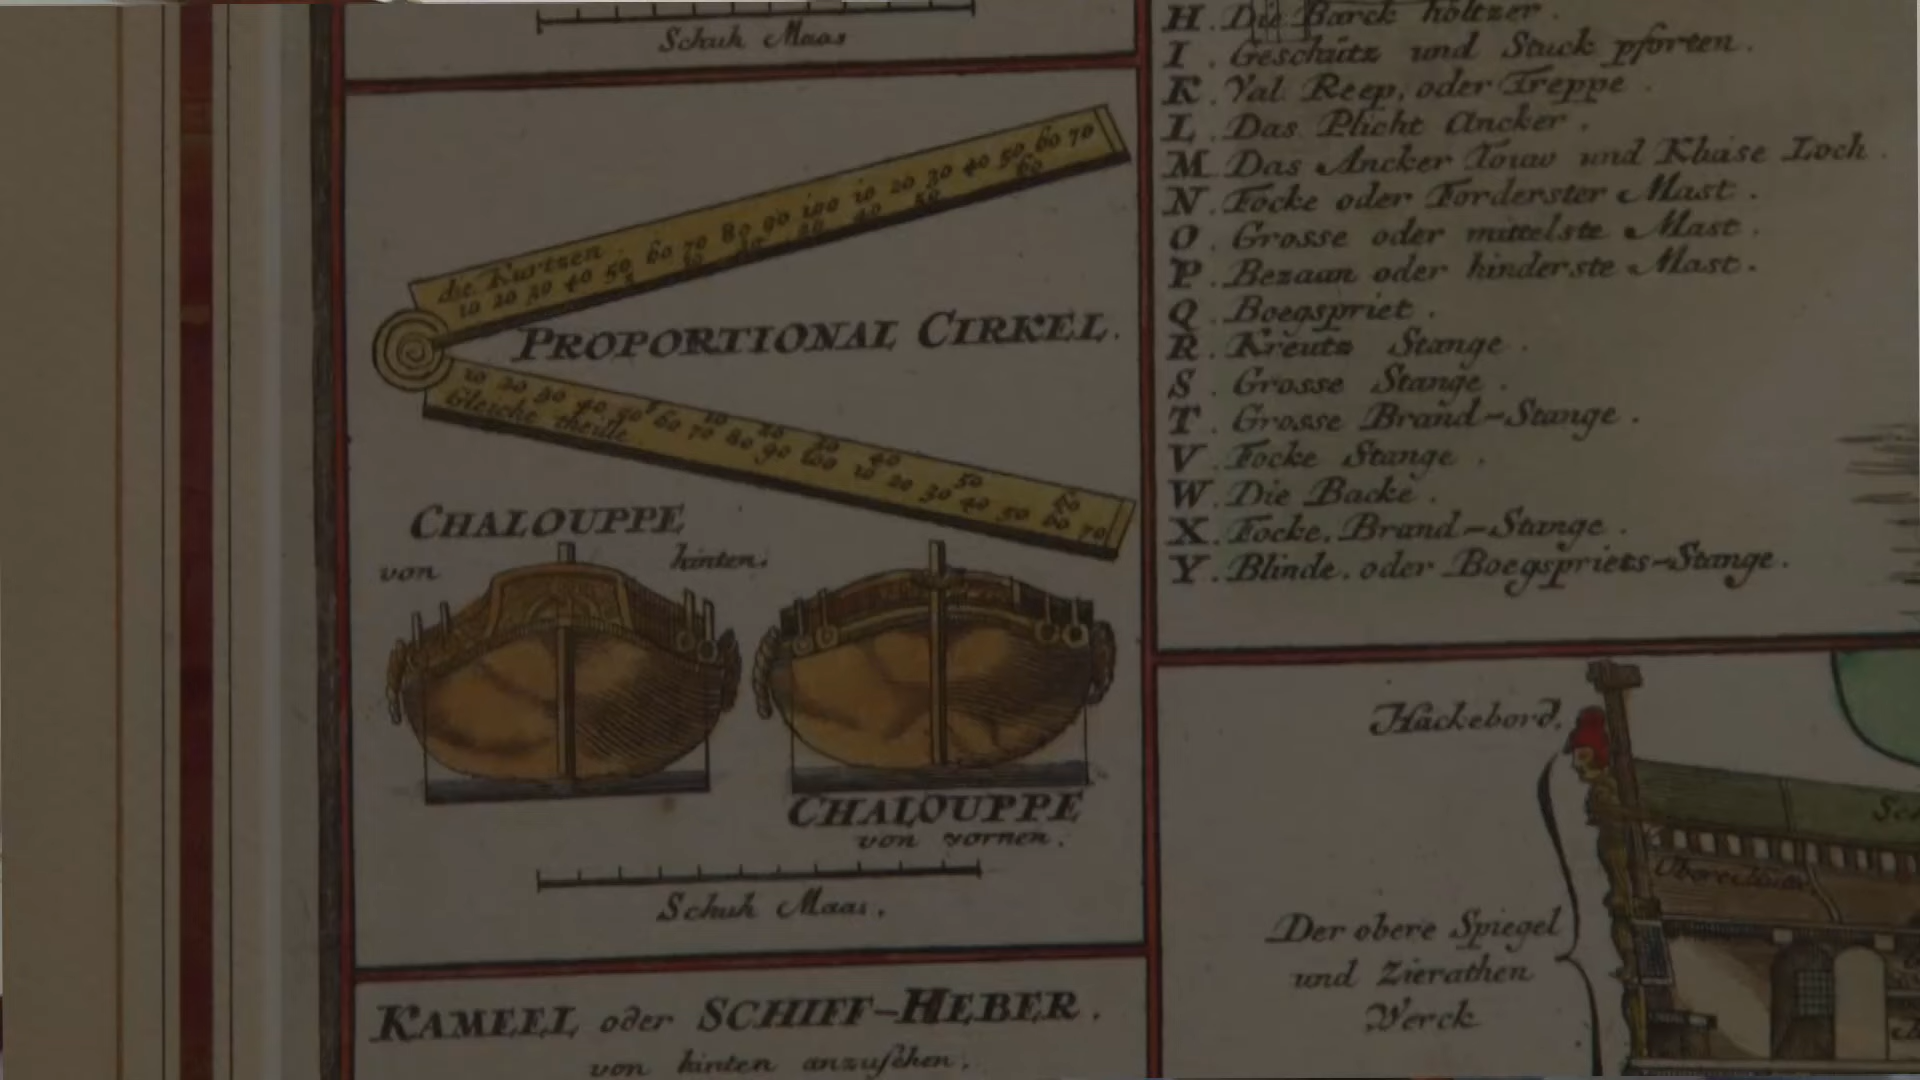 Schuh Maas
die Kurtzen
10 20 30 40 50 60 70 80 90 100 10 20 30 40 50 60 70
PROPORTIONAL CIRKEL.
10 20 30 40 50 60 70 80 90 100 10 20 30 40 50 60 70
Gleiche theile.
CHALOUPPE
von hinten.
CHALOUPPE
von vornen.
Schuh Maas.
KAMEEL oder SCHIFF-HEBER.
von hinten anzusehen.
H. Die Barck höltzer.
I. Geschütz und Stuck pforten.
K. Val Reep, oder Treppe.
L. Das Plicht Ancker.
M. Das Ancker Touw und Khise Loch.
N. Focke oder Forderster Mast.
O. Grosse oder mittelste Mast.
P. Bezaan oder hinderste Mast.
Q. Boegspriet.
R. Kreutz Stange.
S. Grosse Stange.
T. Grosse Brand-Stange.
V. Focke Stange.
W. Die Backe.
X. Focke, Brand-Stange.
Y. Blinde, oder Boegspriets-Stange.
Hackebord.
Der obere Spiegel
und Zierathen
Werck